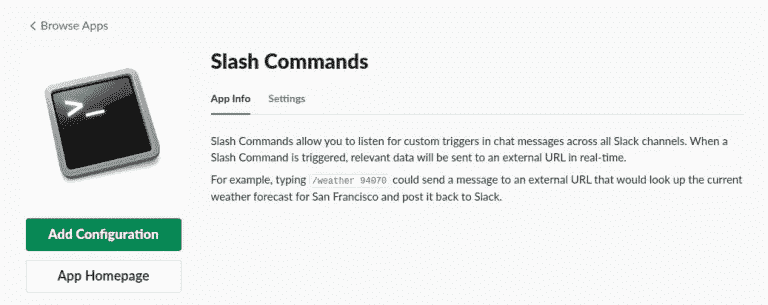 Browse Apps
>_
Slash Commands
App Info Settings
Slash Commands allow you to listen for custom triggers in chat messages across all Slack channels. When a
Slash Command is triggered, relevant data will be sent to an external URL in real-time.
For example, typing /weather 94070 could send a message to an external URL that would look up the current
weather forecast for San Francisco and post it back to Slack.
Add Configuration
App Homepage